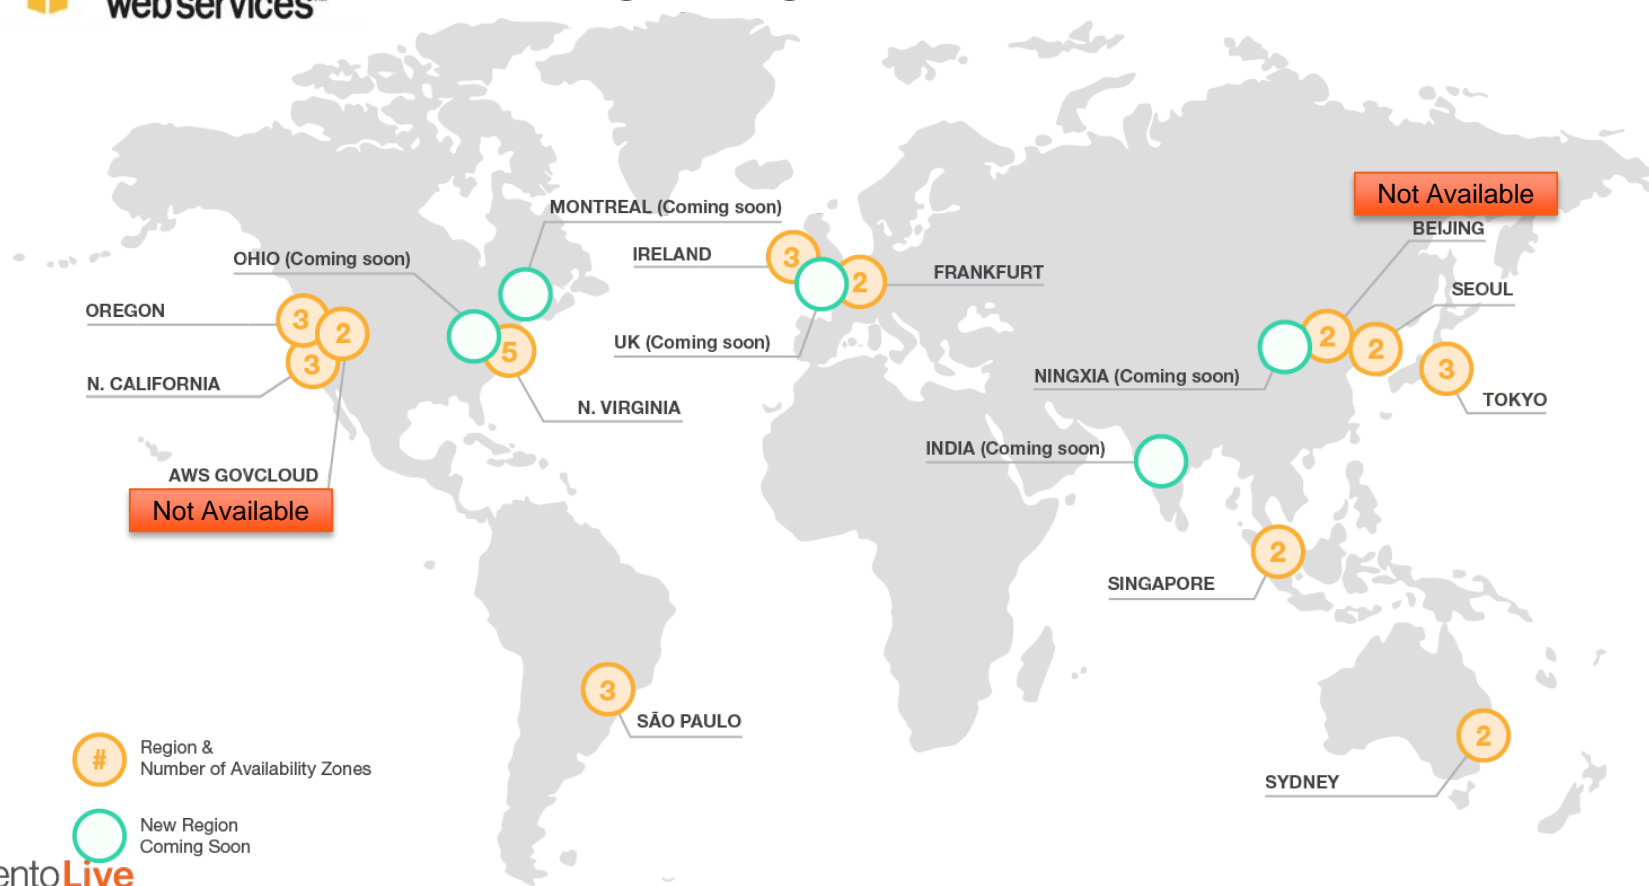 web services
Not Available
MONTREAL (Coming soon)
BEIJING
IRELAND
3
OHIO (Coming soon)
FRANKFURT
2
SEOUL
OREGON
3
2
5
3
UK (Coming soon)
2
2
3
N. CALIFORNIA
NINGXIA (Coming soon)
N. VIRGINIA
TOKYO
INDIA (Coming soon)
AWS GOVCLOUD
Not Available
2
SINGAPORE
3
SÃO PAULO
2
SYDNEY
#
Region &
Number of Availability Zones
New Region
Coming Soon
entoLive